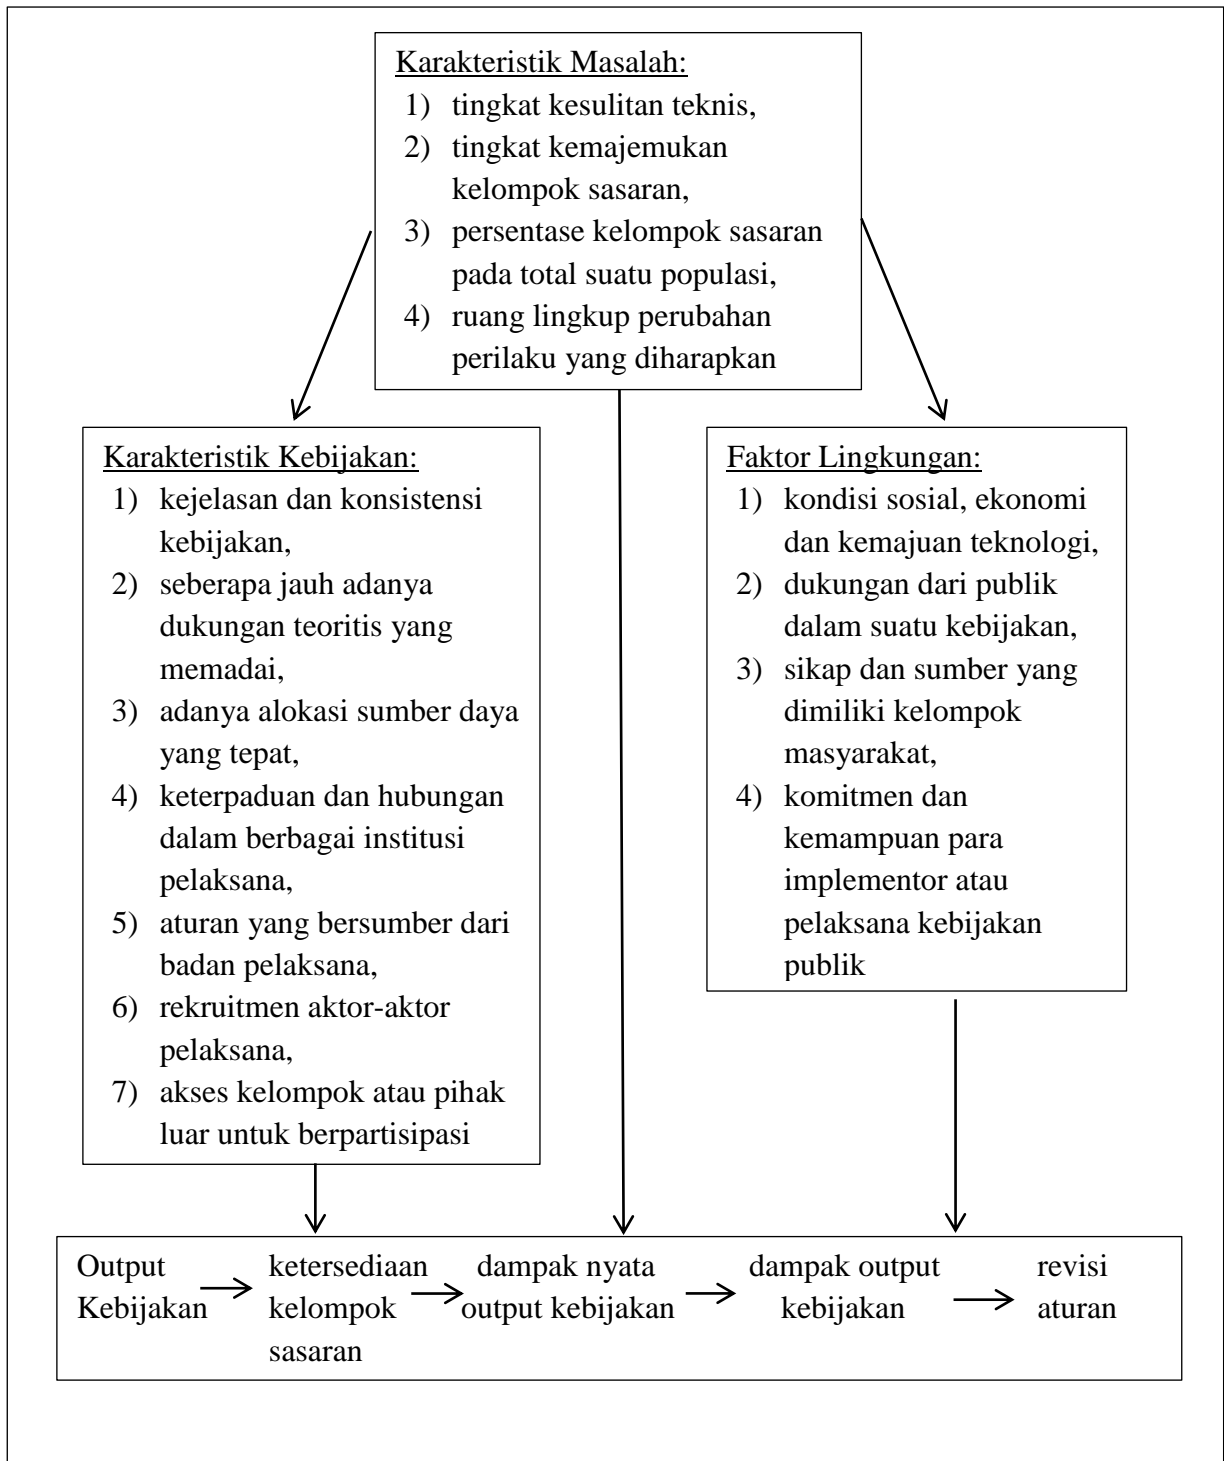 Karakteristik Masalah:
1) tingkat kesulitan teknis,
2) tingkat kemajemukan
kelompok sasaran,
3) persentase kelompok sasaran
pada total suatu populasi,
4) ruang lingkup perubahan
perilaku yang diharapkan
Karakteristik Kebijakan:
1) kejelasan dan konsistensi
kebijakan,
2) seberapa jauh adanya
dukungan teoritis yang
memadai,
3) adanya alokasi sumber daya
yang tepat,
4) keterpaduan dan hubungan
dalam berbagai institusi
pelaksana,
5) aturan yang bersumber dari
badan pelaksana,
6) rekruitmen aktor-aktor
pelaksana,
7) akses kelompok atau pihak
luar untuk berpartisipasi
Faktor Lingkungan:
1) kondisi sosial, ekonomi
dan kemajuan teknologi,
2) dukungan dari publik
dalam suatu kebijakan,
3) sikap dan sumber yang
dimiliki kelompok
masyarakat,
4) komitmen dan
kemampuan para
implementor atau
pelaksana kebijakan
publik
Output
Kebijakan
ketersediaan
kelompok
sasaran
dampak nyata
output kebijakan
dampak output
kebijakan
revisi
aturan